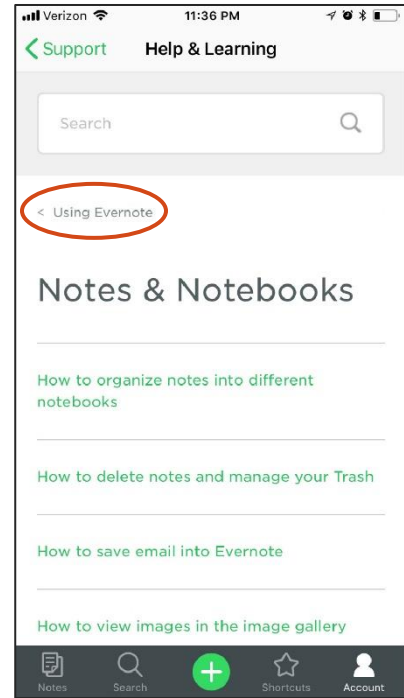 Verizon 11:36 PM
Support Help & Learning
Search
< Using Evernote
Notes & Notebooks
How to organize notes into different
notebooks
How to delete notes and manage your Trash
How to save email into Evernote
How to view images in the image gallery
Notes Search Shortcuts Account